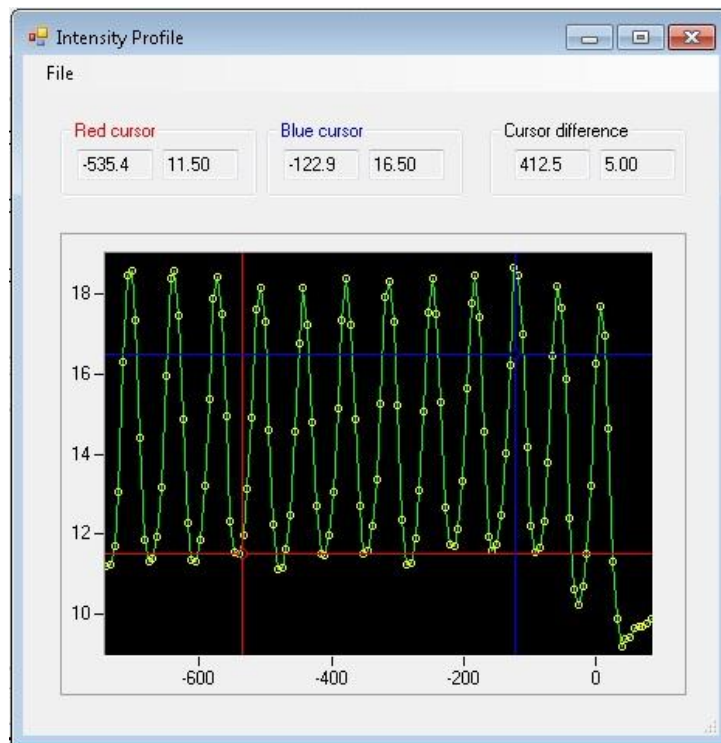 Intensity Profile
File
Red cursor
Blue cursor
Cursor difference
-535.4 11.50
-122.9 16.50
412.5 5.00
18
16
14
12
10
-600 -400 -200 0